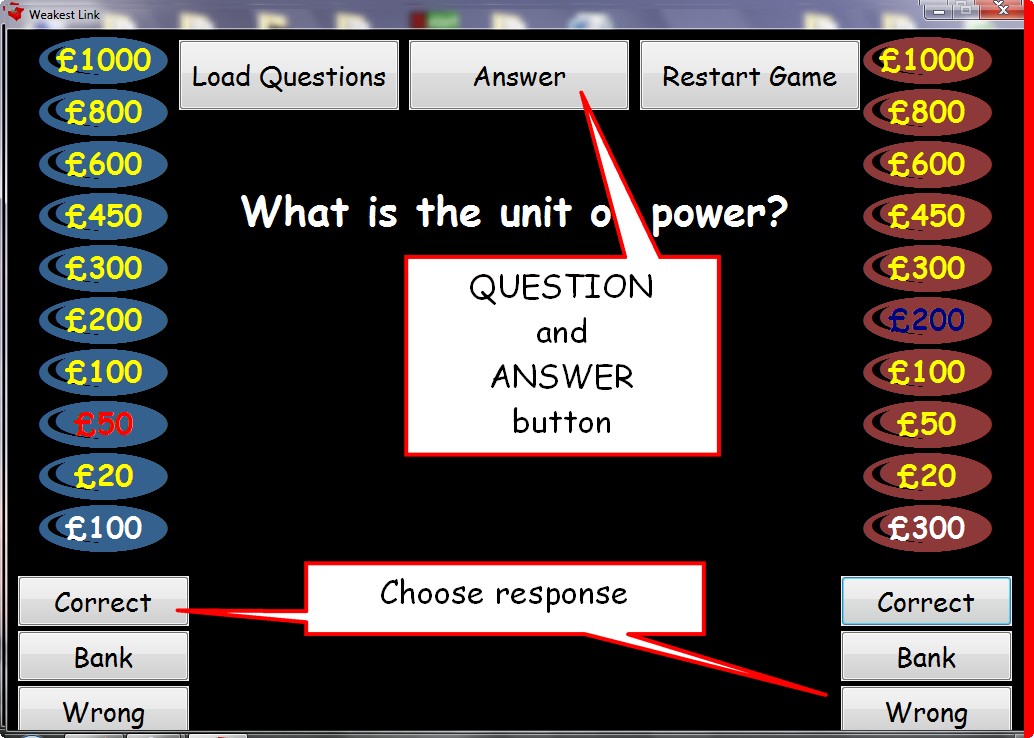 Weakest Link
Load Questions
Answer
Restart Game
£1000
£800
£600
£450
£300
£200
£100
£50
£20
£100
What is the unit of power?
QUESTION
and
ANSWER
button
£1000
£800
£600
£450
£300
£200
£100
£50
£20
£300
Choose response
Correct
Bank
Wrong
Correct
Bank
Wrong